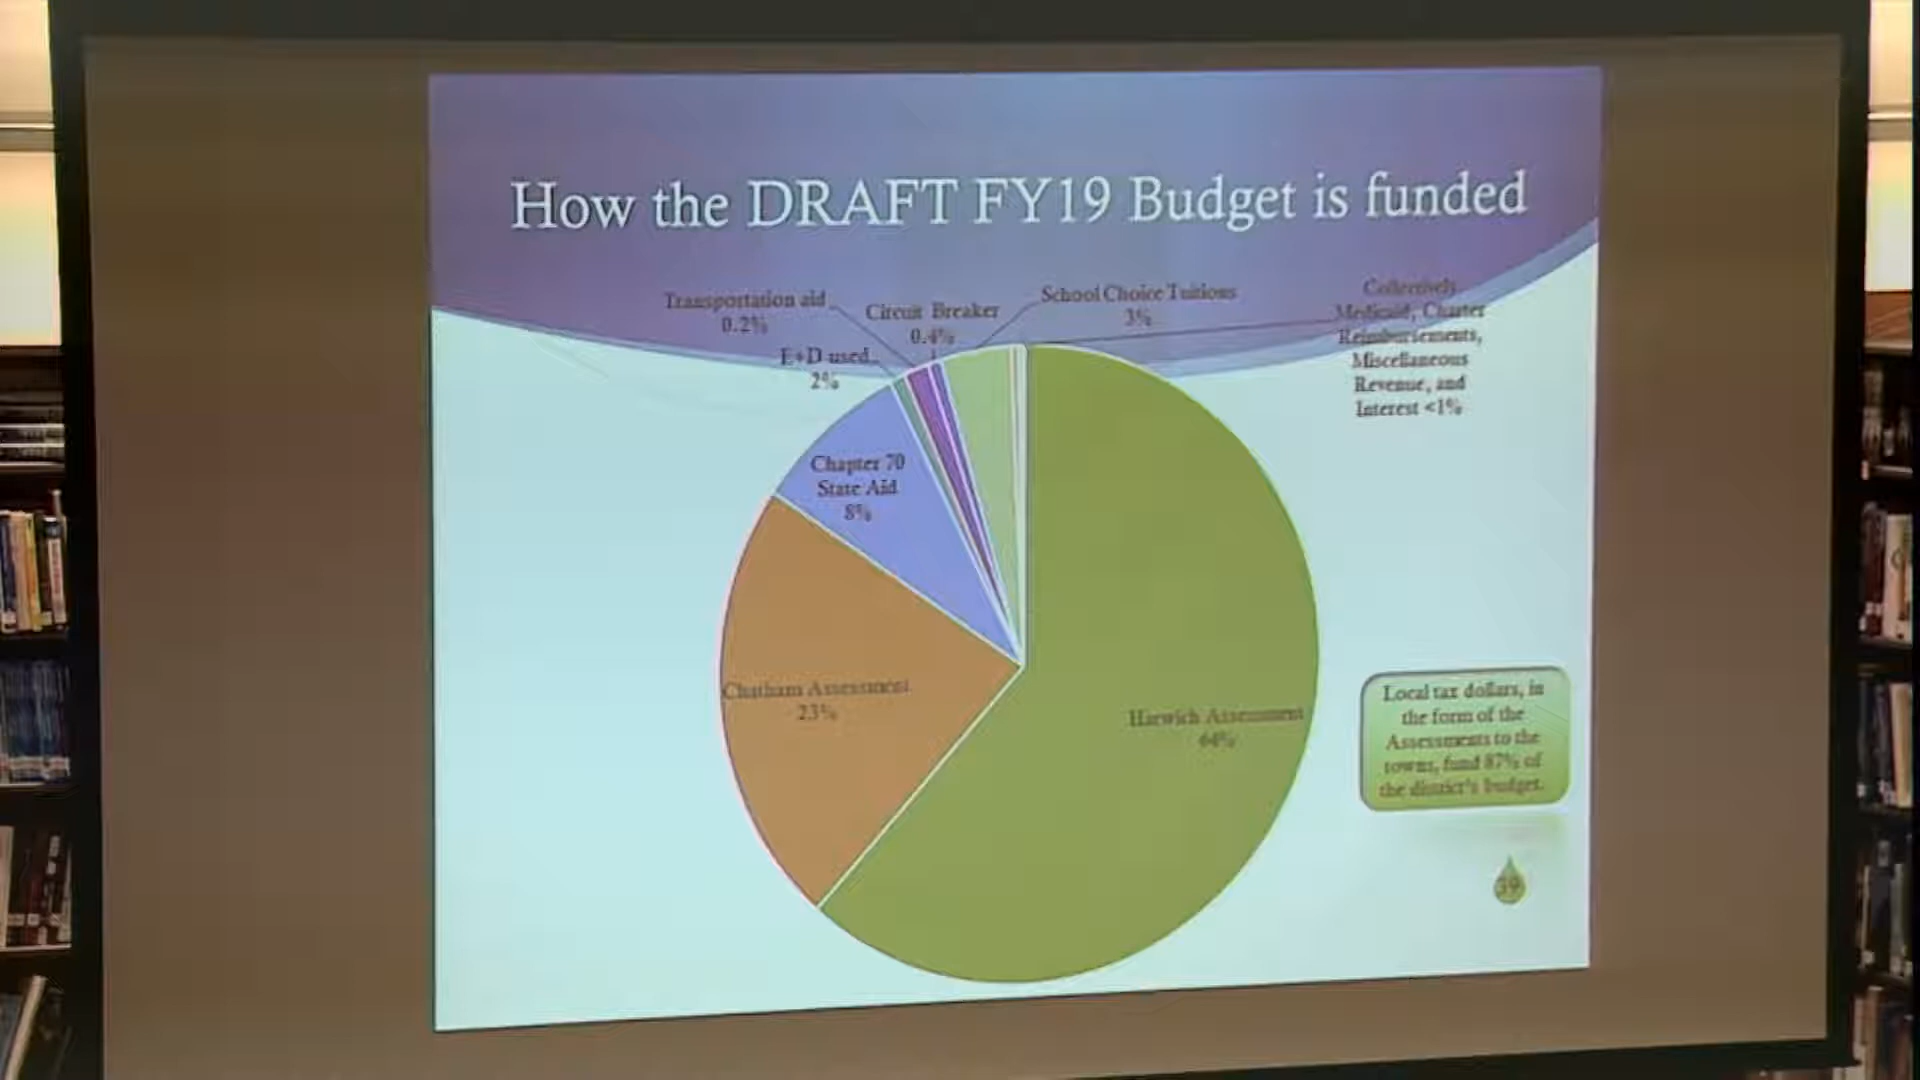 How the DRAFT FY19 Budget is funded
Transportation aid
0.2%
Circuit Breaker
0.4%
School Choice Tuitions
3%
Collectively
Medicaid, Charter
Reimbursements,
Miscellaneous
Revenue, and
Interest <1%
E+D used
2%
Chapter 70
State Aid
8%
Chatham Assessment
23%
Harwich Assessment
64%
Local tax dollars, in
the form of the
Assessments to the
towns, fund 87% of
the district's budget.
39